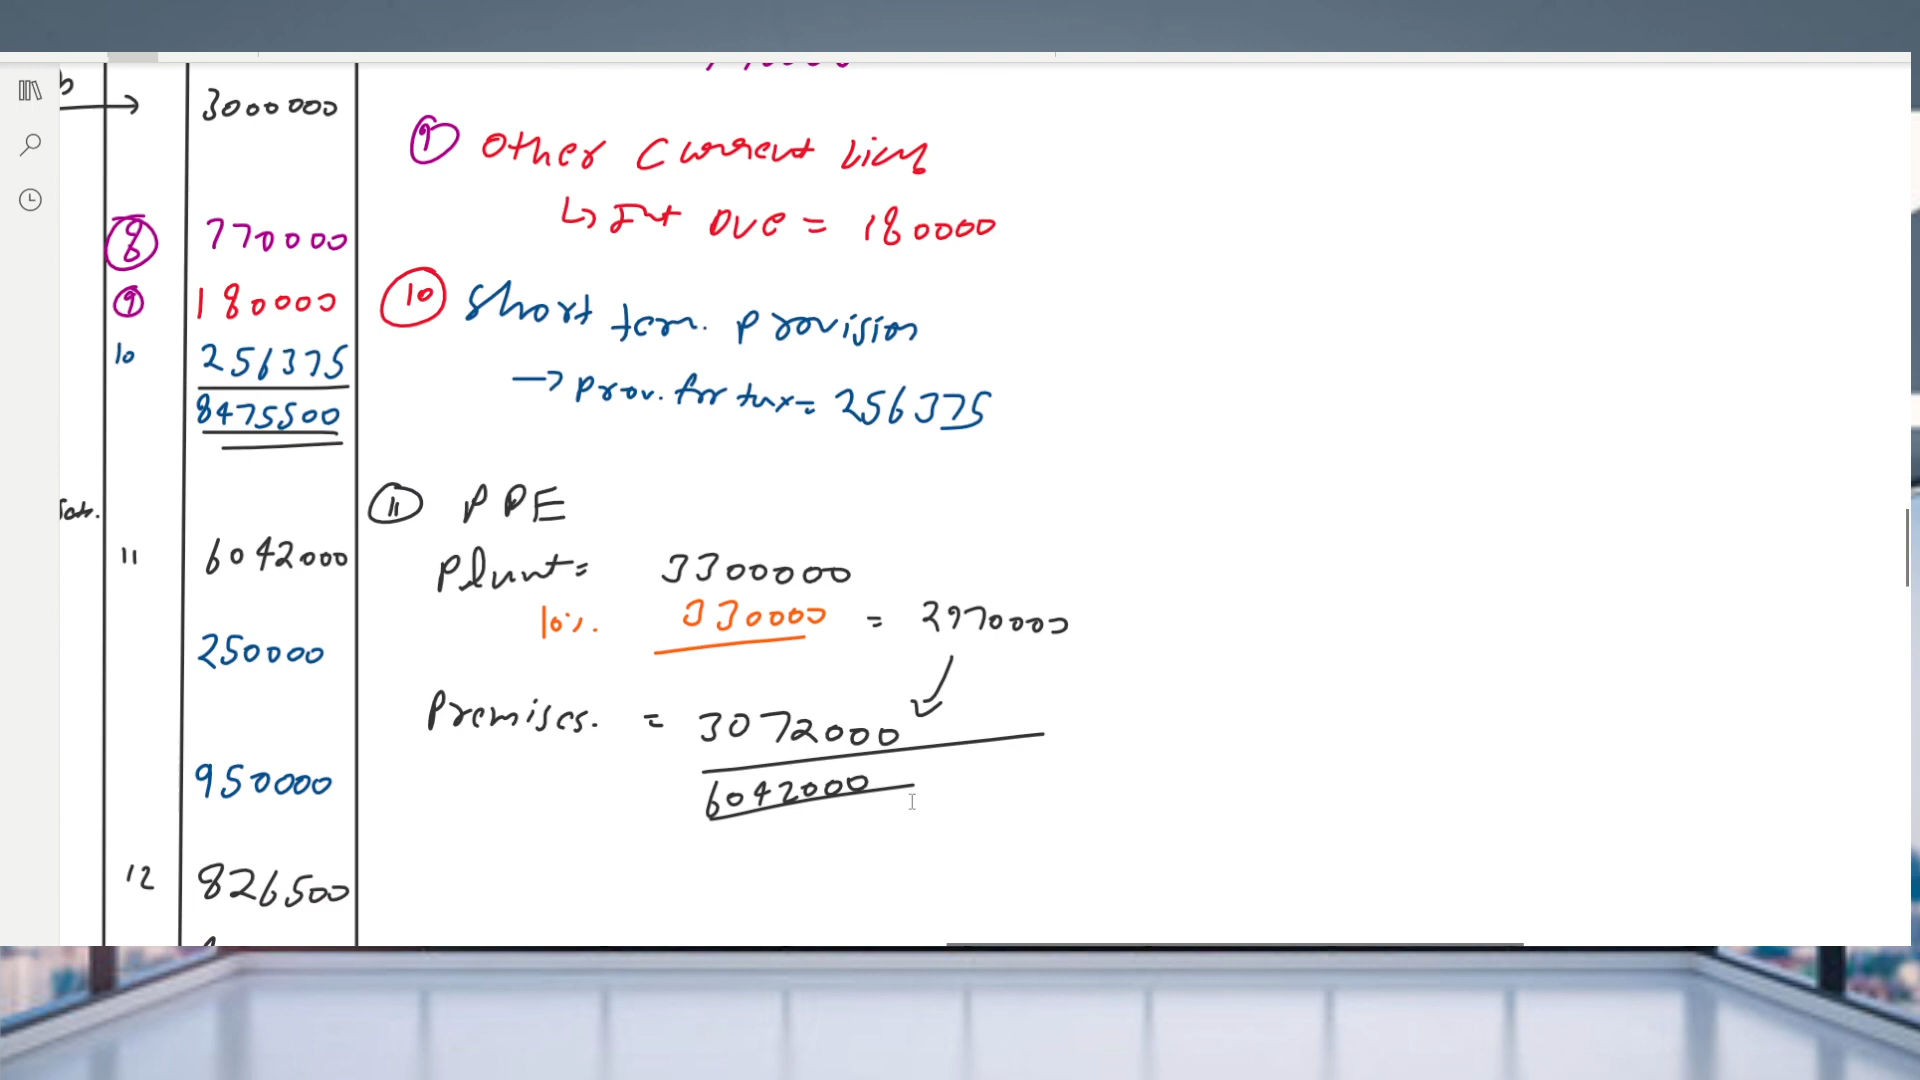 3000000
8 770000
9 180000
10 256375
8475500
11 6042000
250000
950000
12 826500
9 Other Current
↳ Int Due = 180000
10 Short term. provision
→ prov. for tax = 256375
11 PPE
Plant = 3300000
10%. 330000 = 2970000
Premises. = 3072000
6042000